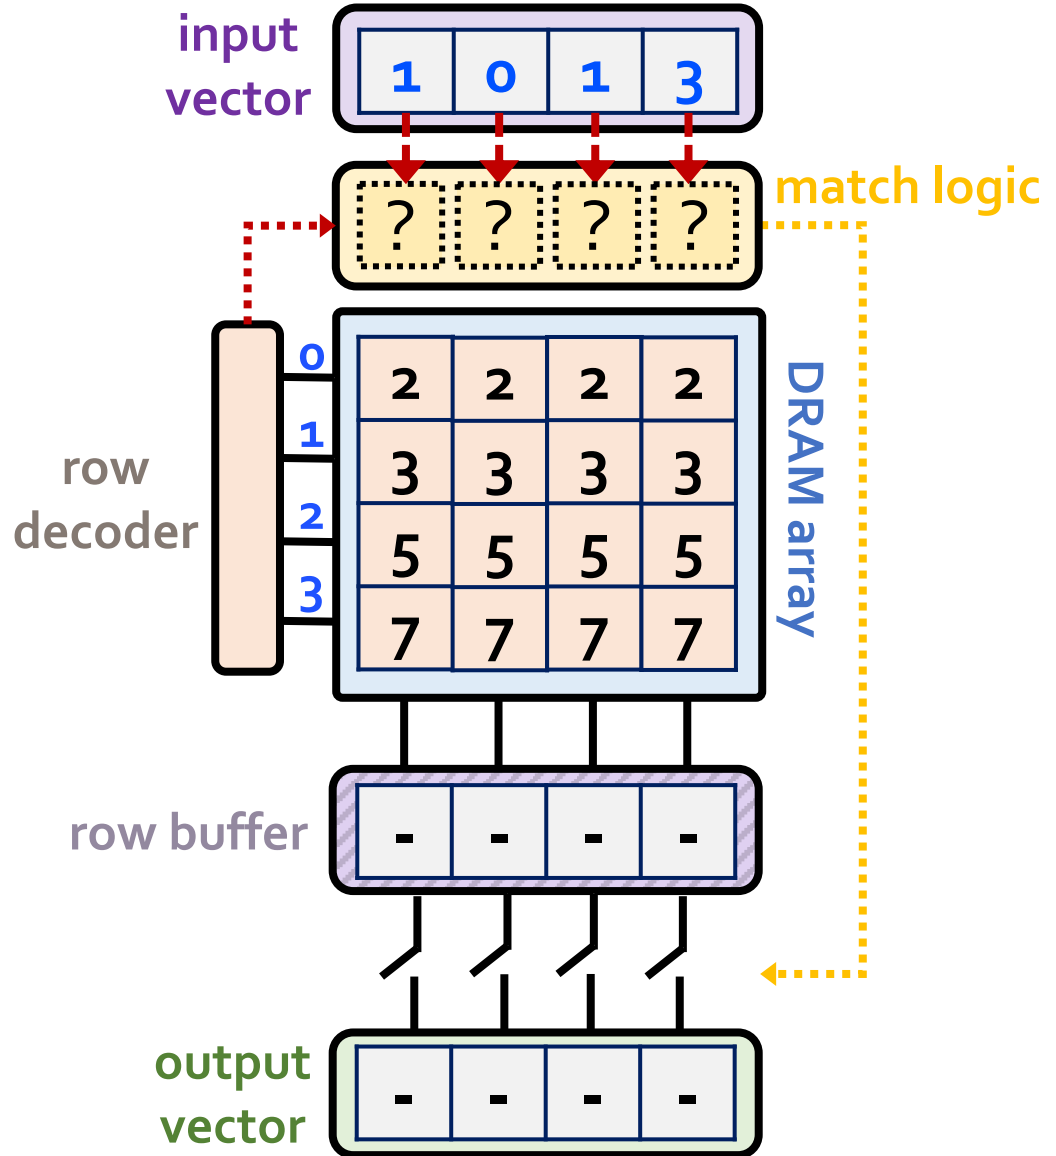 input
vector
1 0 1 3
match logic
? ? ? ?
row
decoder
0
1
2
3
2 2 2 2
3 3 3 3
5 5 5 5
7 7 7 7
DRAM array
row buffer
- - - -
output
vector
- - - -